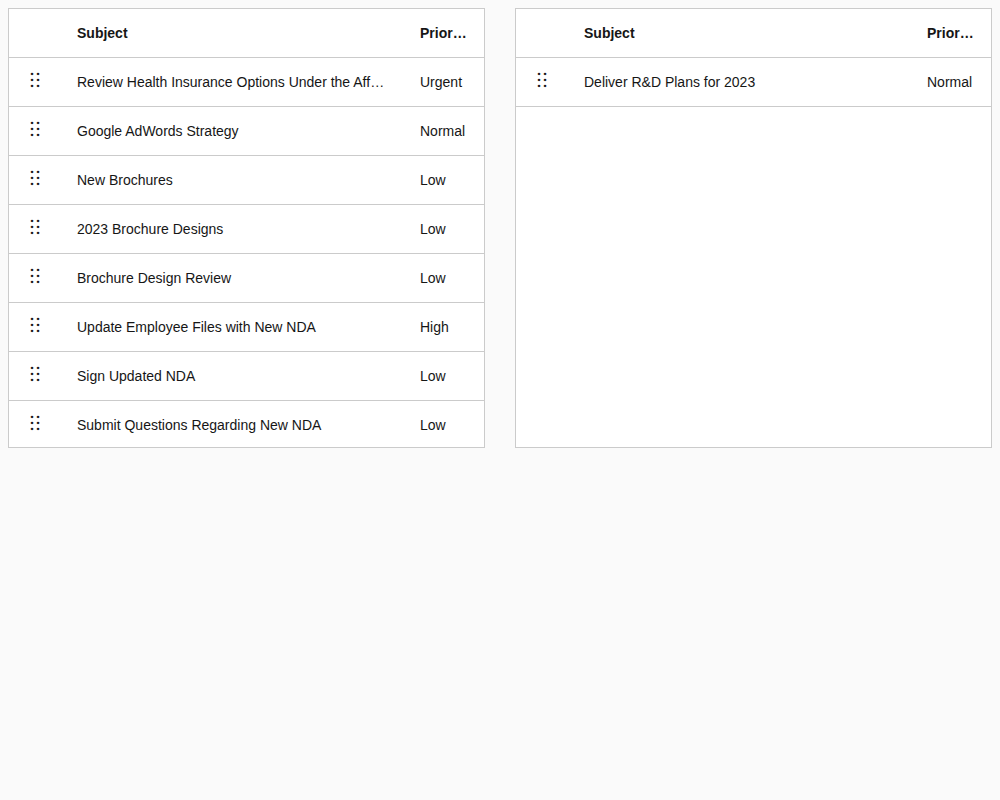 Subject Prior…
Review Health Insurance Options Under the Aff… Urgent
Google AdWords Strategy Normal
New Brochures Low
2023 Brochure Designs Low
Brochure Design Review Low
Update Employee Files with New NDA High
Sign Updated NDA Low
Submit Questions Regarding New NDA Low
Subject Prior…
Deliver R&D Plans for 2023 Normal